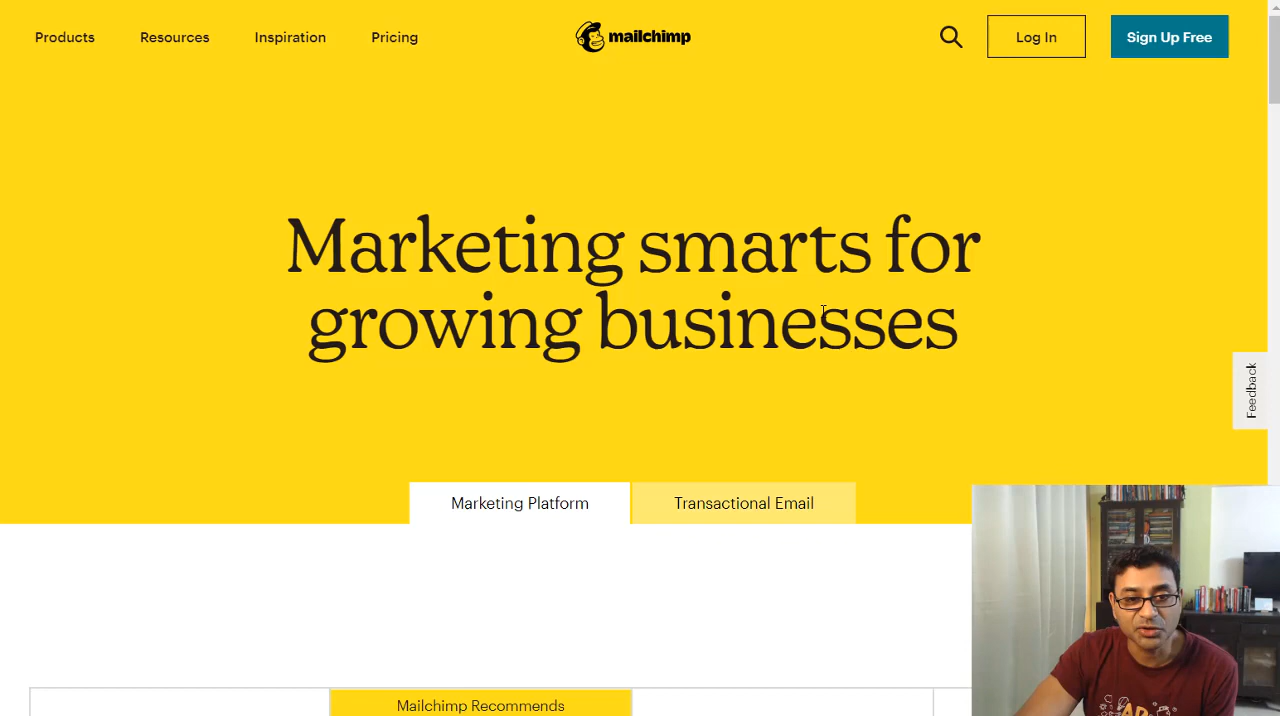 Products
Resources
Inspiration
Pricing
mailchimp
Log In
Sign Up Free
Marketing smarts for
growing businesses
Feedback
Marketing Platform
Transactional Email
Mailchimp Recommends